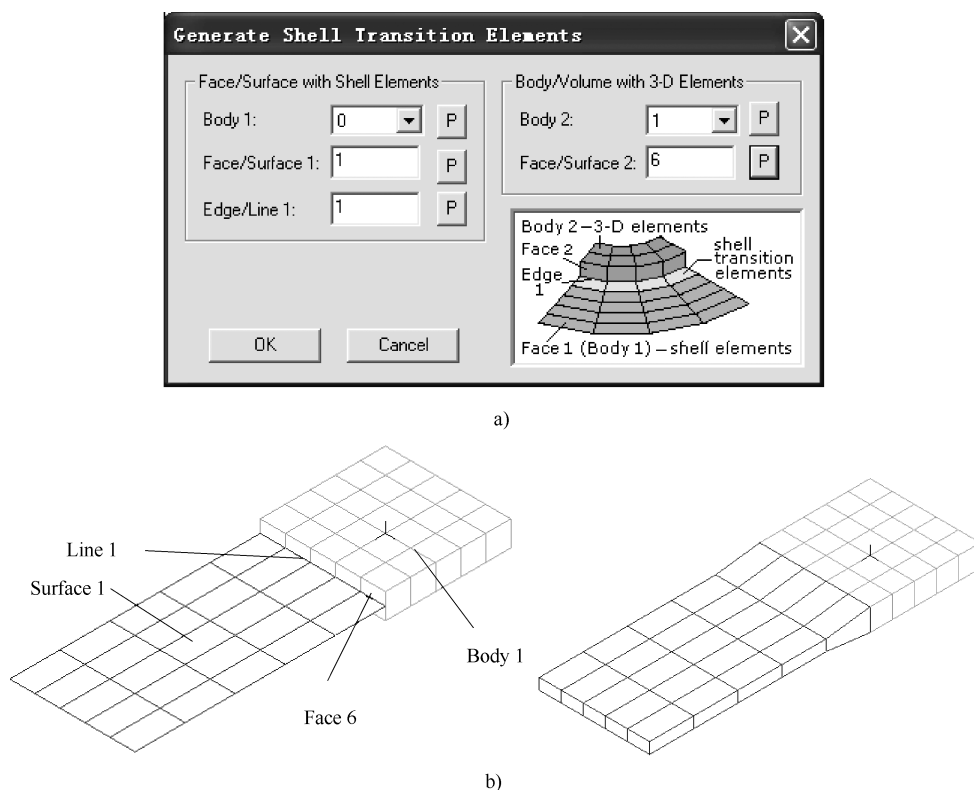 Generate Shell Transition Elements
Face/Surface with Shell Elements
Body 1:
0
P
Face/Surface 1:
1
P
Edge/Line 1:
1
P
Body/Volume with 3-D Elements
Body 2:
1
P
Face/Surface 2:
6
P
Body 2-3-D elements
Face 2
Edge 1
shell transition elements
Face 1 (Body 1) – shell elements
OK
Cancel
a)
Line 1
Surface 1
Body 1
Face 6
b)